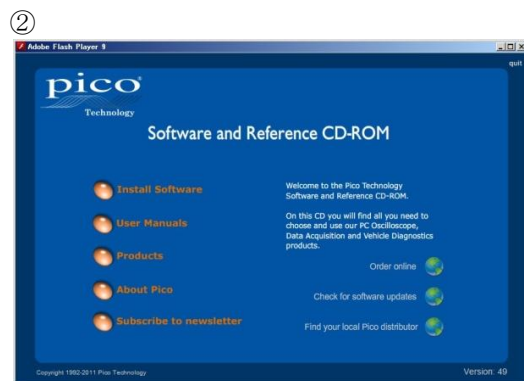 ②
Adobe Flash Player 9
quit
pico
Technology
Software and Reference CD-ROM
Install Software
User Manuals
Products
About Pico
Subscribe to newsletter
Welcome to the Pico Technology
Software and Reference CD-ROM.
On this CD you will find all you need to
choose and use our PC Oscilloscope,
Data Acquisition and Vehicle Diagnostics
products.
Order online
Check for software updates
Find your local Pico distributor
Copyright 1992-2011 Pico Technology
Version: 49